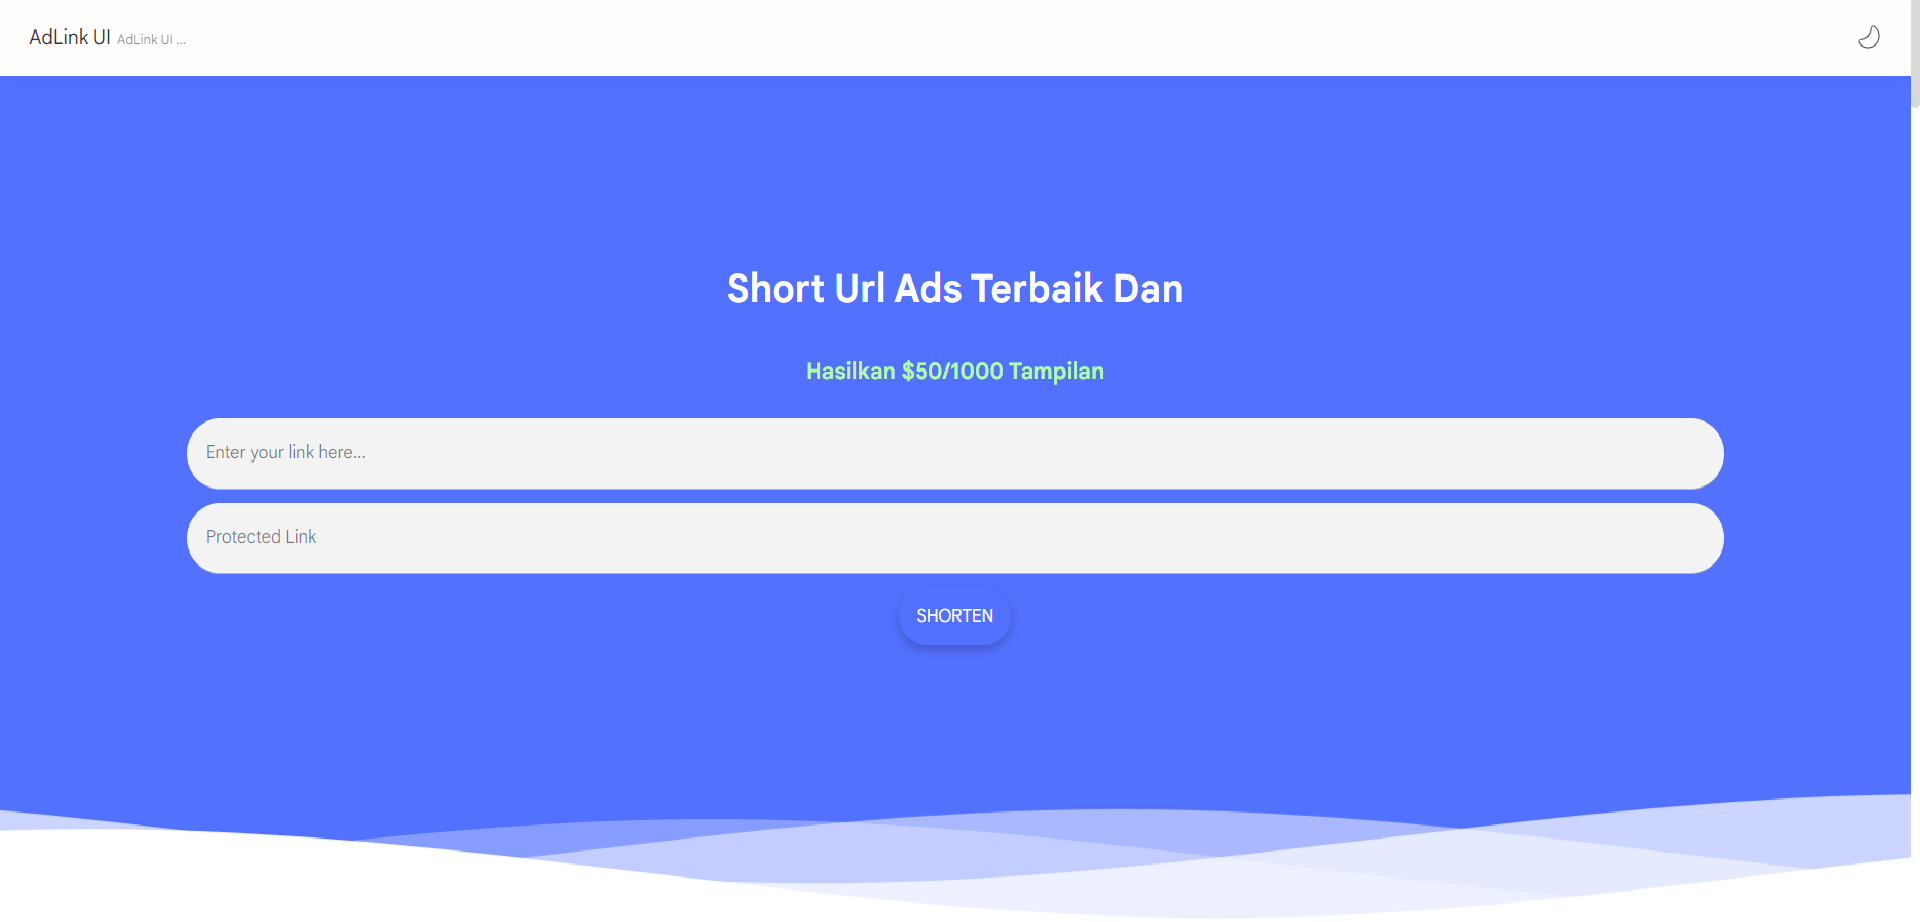 AdLink UI AdLink UI ...
Short Url Ads Terbaik Dan
Hasilkan $50/1000 Tampilan
Enter your link here...
Protected Link
SHORTEN